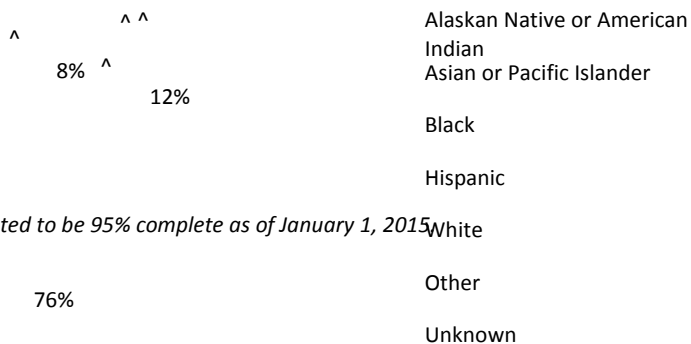 ^ ^
^
8% ^
12%
ted to be 95% complete as of January 1, 2015
76%
Alaskan Native or American
Indian
Asian or Pacific Islander
Black
Hispanic
White
Other
Unknown